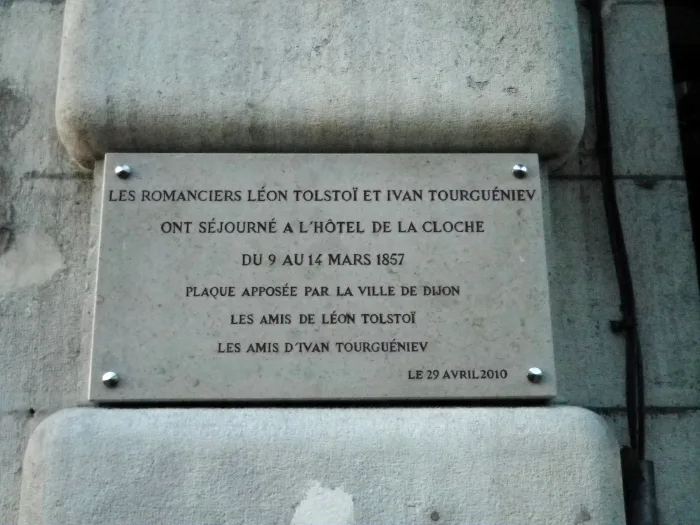 LES ROMANCIERS LÉON TOLSTOÏ ET IVAN TOURGUÉNIEV
ONT SÉJOURNÉ A L'HÔTEL DE LA CLOCHE
DU 9 AU 14 MARS 1857
PLAQUE APPOSÉE PAR LA VILLE DE DIJON
LES AMIS DE LÉON TOLSTOÏ
LES AMIS D'IVAN TOURGUÉNIEV
LE 29 AVRIL 2010